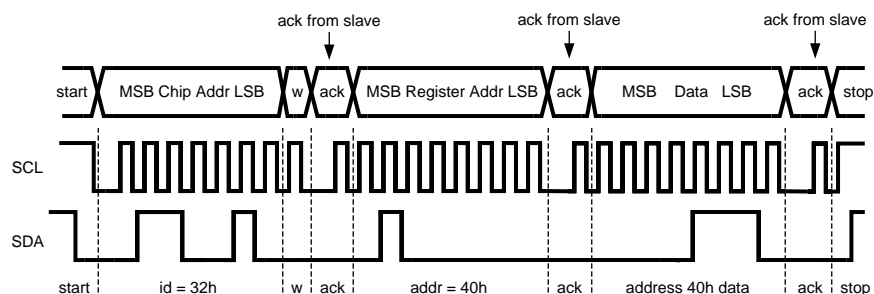 ack from slave ack from slave ack from slave
start MSB Chip Addr LSB w ack MSB Register Addr LSB ack MSB Data LSB ack stop
SCL
SDA
start id = 32h w ack addr = 40h ack address 40h data ack stop